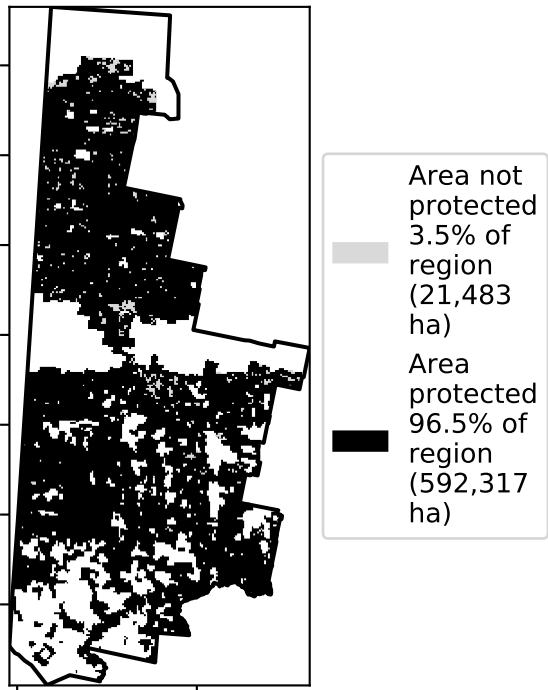 Area not
protected
3.5% of
region
(21,483
ha)
Area
protected
96.5% of
region
(592,317
ha)